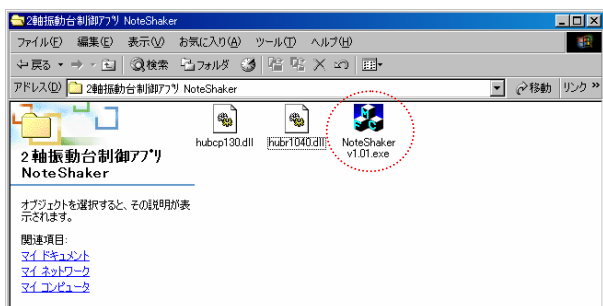 2軸振動台制御アプリ NoteShaker
ファイル(F) 編集(E) 表示(V) お気に入り(A) ツール(T) ヘルプ(H)
戻る 検索 フォルダ
アドレス(D) 2軸振動台制御アプリ NoteShaker 移動 リンク »
hubcp130.dll hubr1040.dll NoteShaker
v1.01.exe
2軸振動台制御アプリ
NoteShaker
オブジェクトを選択すると、その説明が表
示されます。
関連項目:
マイ ドキュメント
マイ ネットワーク
マイ コンピュータ